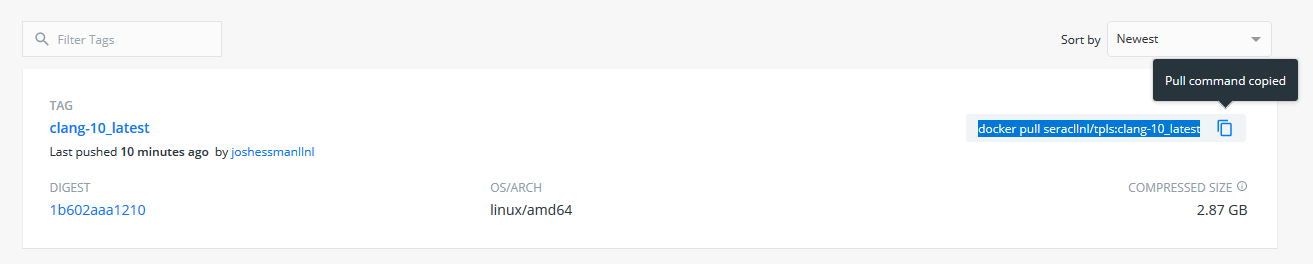 Filter Tags
Sort by Newest
Pull command copied
TAG
clang-10_latest
docker pull seracllnl/tpls:clang-10_latest
Last pushed 10 minutes ago by joshessmanllnl
DIGEST OS/ARCH COMPRESSED SIZE
1b602aaa1210 linux/amd64 2.87 GB